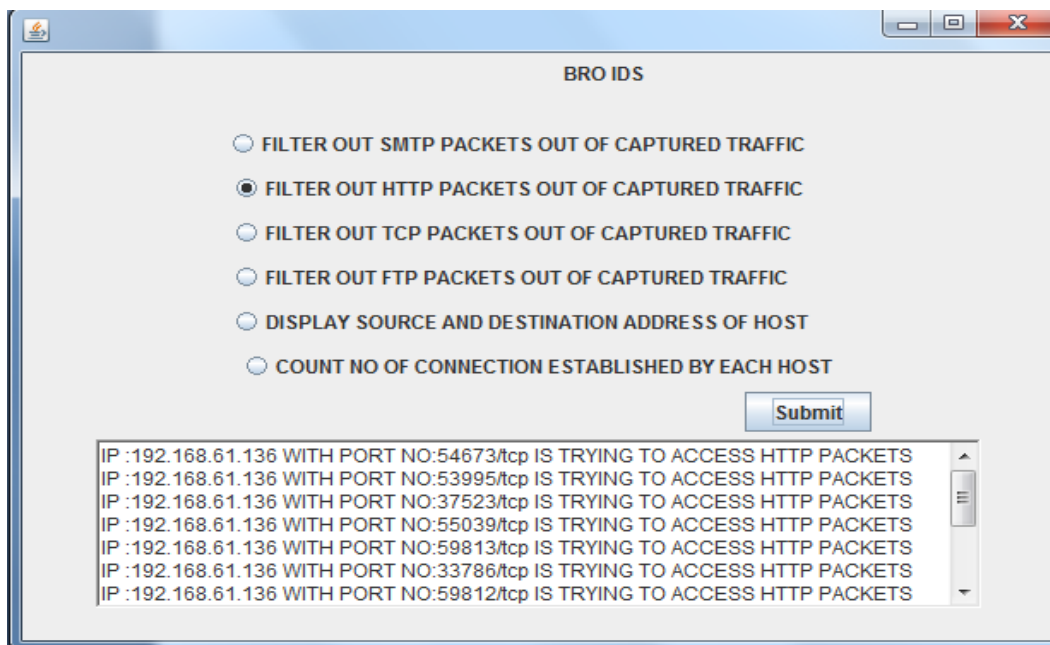 BRO IDS
FILTER OUT SMTP PACKETS OUT OF CAPTURED TRAFFIC
FILTER OUT HTTP PACKETS OUT OF CAPTURED TRAFFIC
FILTER OUT TCP PACKETS OUT OF CAPTURED TRAFFIC
FILTER OUT FTP PACKETS OUT OF CAPTURED TRAFFIC
DISPLAY SOURCE AND DESTINATION ADDRESS OF HOST
COUNT NO OF CONNECTION ESTABLISHED BY EACH HOST
Submit
IP :192.168.61.136 WITH PORT NO:54673/tcp IS TRYING TO ACCESS HTTP PACKETS
IP :192.168.61.136 WITH PORT NO:53995/tcp IS TRYING TO ACCESS HTTP PACKETS
IP :192.168.61.136 WITH PORT NO:37523/tcp IS TRYING TO ACCESS HTTP PACKETS
IP :192.168.61.136 WITH PORT NO:55039/tcp IS TRYING TO ACCESS HTTP PACKETS
IP :192.168.61.136 WITH PORT NO:59813/tcp IS TRYING TO ACCESS HTTP PACKETS
IP :192.168.61.136 WITH PORT NO:33786/tcp IS TRYING TO ACCESS HTTP PACKETS
IP :192.168.61.136 WITH PORT NO:59812/tcp IS TRYING TO ACCESS HTTP PACKETS